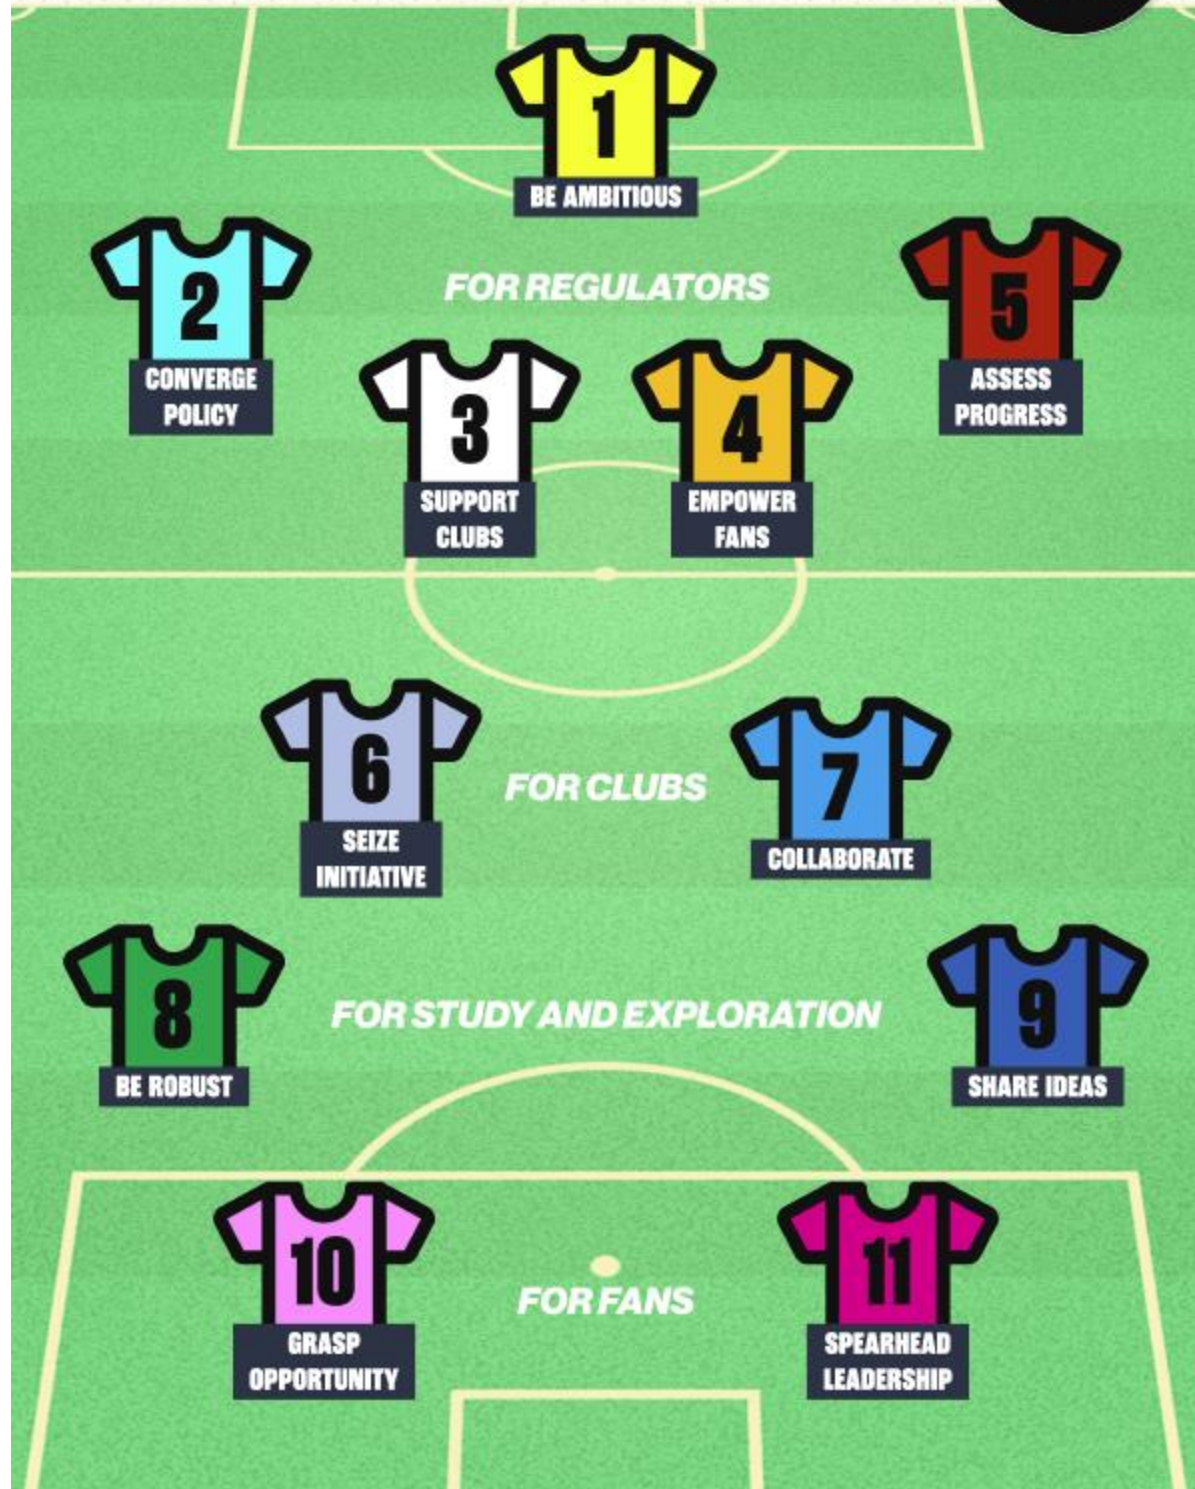 1
BE AMBITIOUS
FOR REGULATORS
2
CONVERGE
POLICY
3
SUPPORT
CLUBS
4
EMPOWER
FANS
5
ASSESS
PROGRESS
FOR CLUBS
6
SEIZE
INITIATIVE
7
COLLABORATE
FOR STUDY AND EXPLORATION
8
BE ROBUST
9
SHARE IDEAS
FOR FANS
10
GRASP
OPPORTUNITY
11
SPEARHEAD
LEADERSHIP